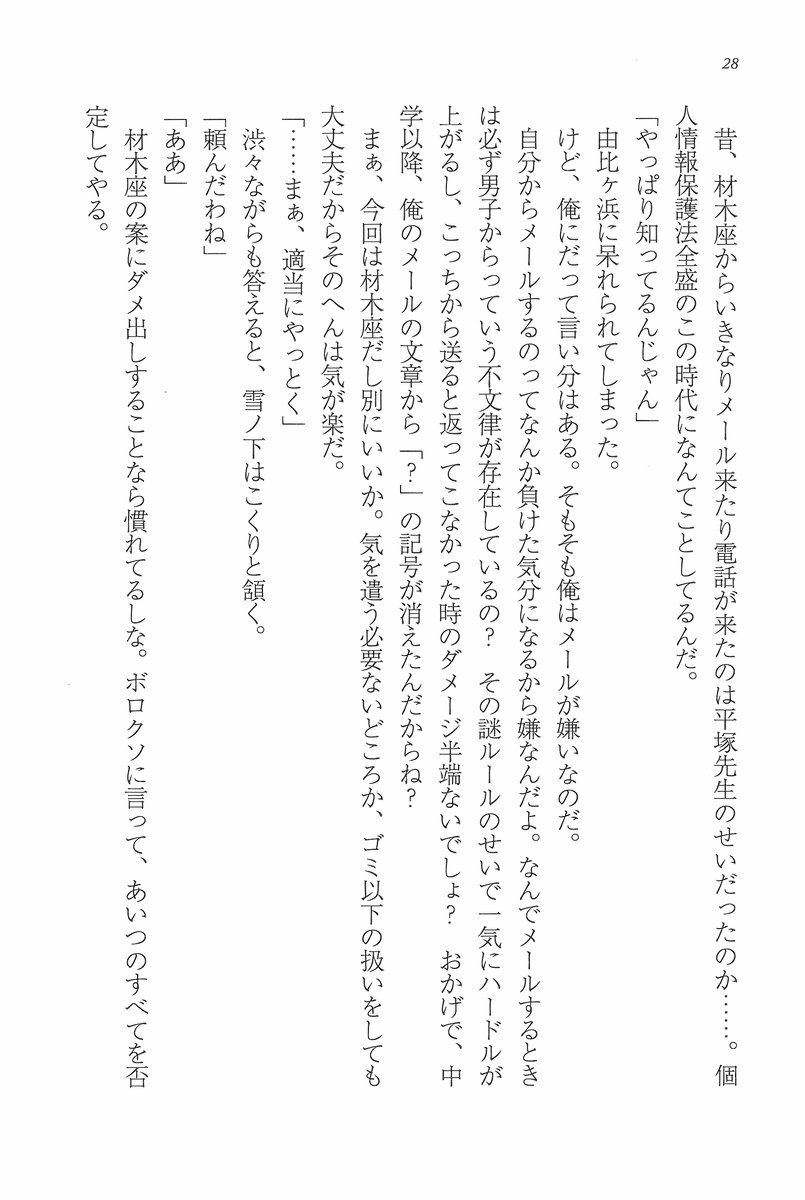 28
昔、材木座からいきなりメール来たり電話が来たのは平塚先生のせいだったのか……。個
人情報保護法全盛のこの時代になんてことしてるんだ。
「やっぱり知ってるんじゃん」
由比ヶ浜に呆れられてしまった。
けど、俺にだって言い分はある。そもそも俺はメールが嫌いなのだ。
自分からメールするのってなんか負けた気分になるから嫌なんだよ。なんでメールするとき
は必ず男子からっていう不文律が存在しているの？　その謎ルールのせいで一気にハードルが
上がるし、こっちから送ると返ってこなかった時のダメージ半端ないでしょ？　おかげで、中
学以降、俺のメールの文章から「？」の記号が消えたんだからね？
まぁ、今回は材木座だし別にいいか。気を遣う必要ないどころか、ゴミ以下の扱いをしても
大丈夫だからそのへんは気が楽だ。
「……まぁ、適当にやっとく」
渋々ながらも答えると、雪ノ下はこくりと頷く。
「頼んだわね」
「ああ」
材木座の案にダメ出しすることなら慣れてるしな。ボロクソに言って、あいつのすべてを否
定してやる。